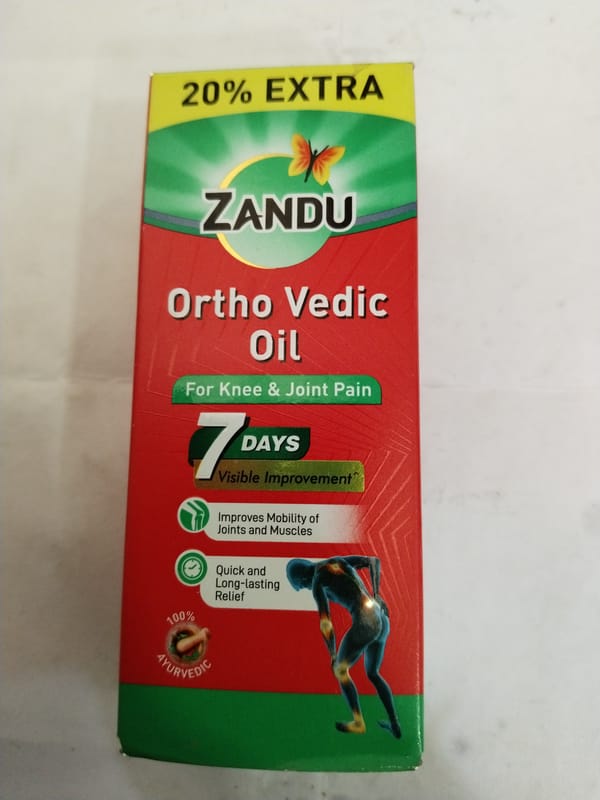 20% EXTRA
ZANDU
Ortho Vedic
Oil
For Knee & Joint Pain
7 DAYS
Visible Improvement^
Improves Mobility of
Joints and Muscles
Quick and
Long-lasting
Relief
100%
AYURVEDIC